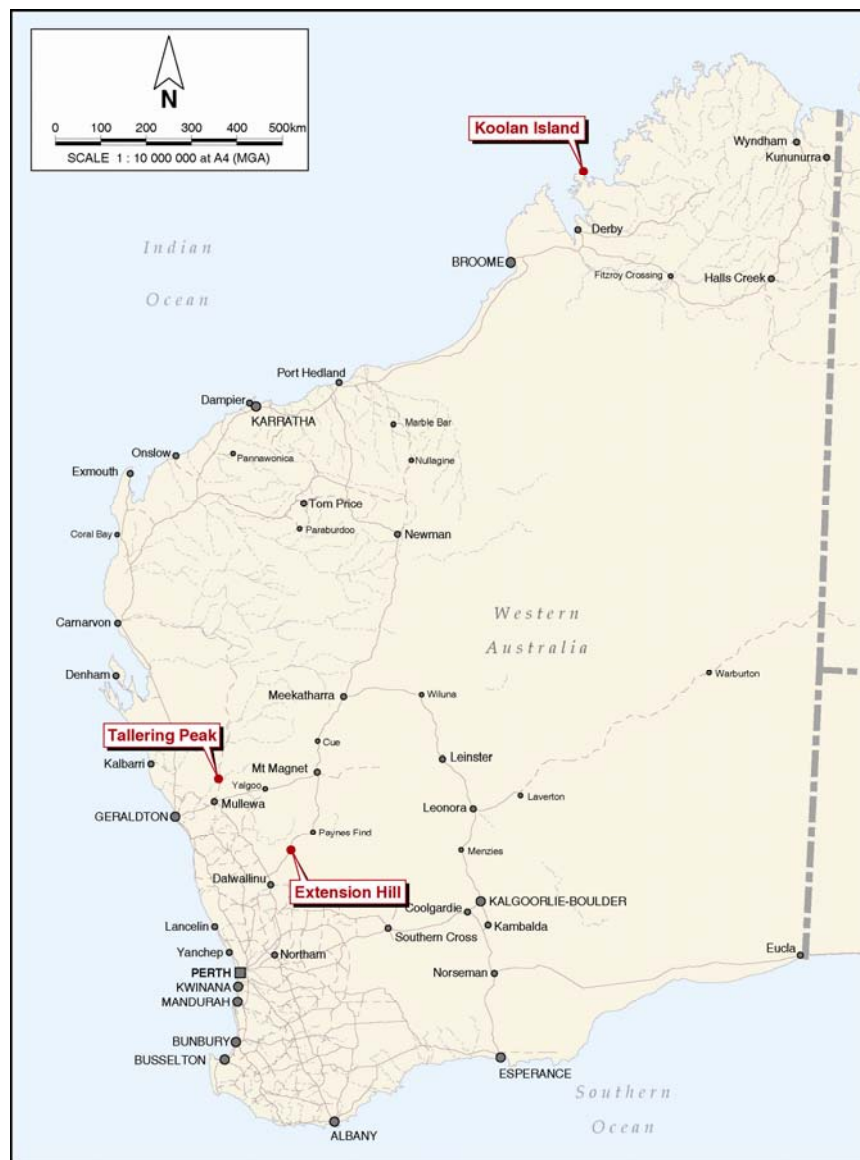 N
0 100 200 300 400 500km
SCALE 1 : 10 000 000 at A4 (MGA)
Koolan Island
Wyndham
Kununurra
Indian
Ocean
Derby
BROOME
Fitzroy Crossing
Halls Creek
Port Hedland
Dampier
KARRATHA
Marble Bar
Onslow
Pannawonica
Nullagine
Exmouth
Tom Price
Paraburdoo
Coral Bay
Newman
Western
Australia
Carnarvon
Denham
Warburton
Meekatharra
Wiluna
Tallering Peak
Cue
Kalbarri
Leinster
Mt Magnet
Yalgoo
Mullewa
Laverton
GERALDTON
Leonora
Paynes Find
Menzies
Dalwallinu
Extension Hill
KALGOORLIE-BOULDER
Coolgardie
Kambalda
Lancelin
Southern Cross
Yanchep
Northam
Eucla
PERTH
Norseman
KWINANA
MANDURAH
BUNBURY
BUSSELTON
ESPERANCE
Southern
Ocean
ALBANY